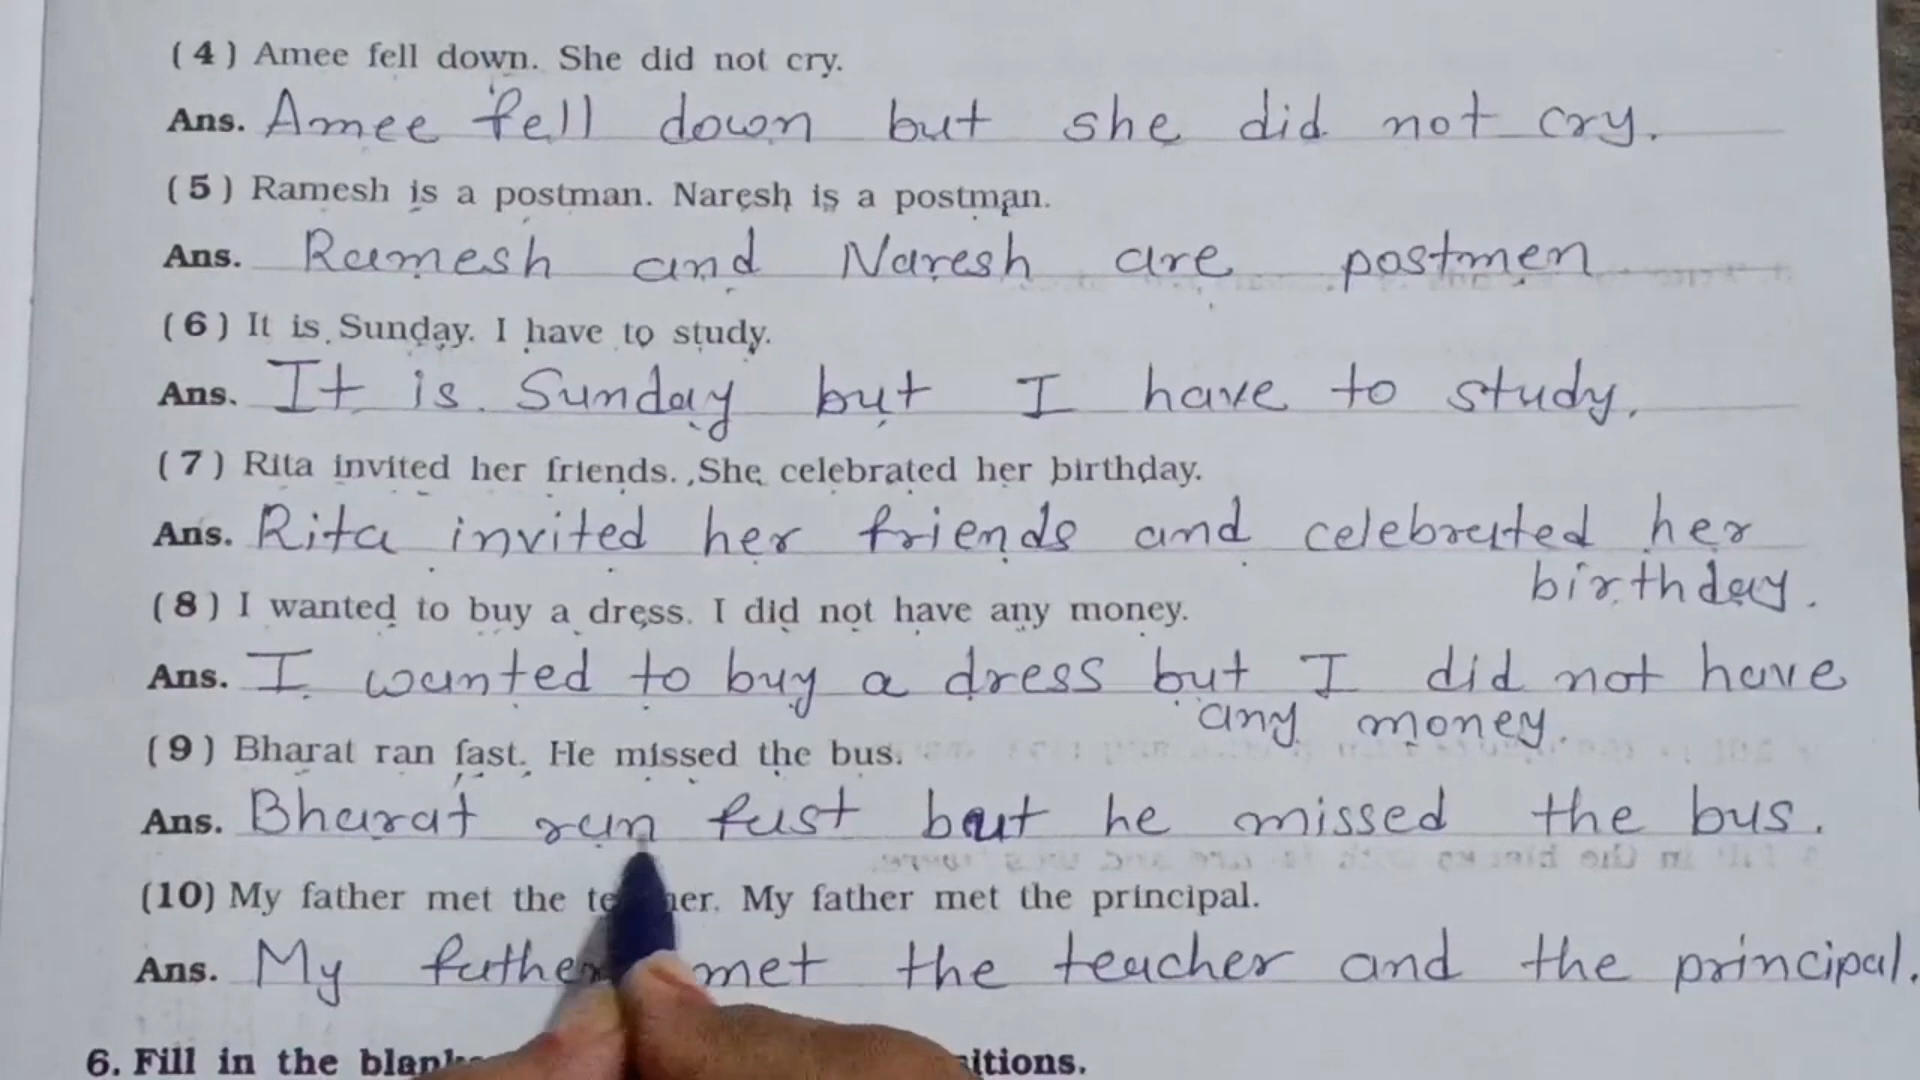 (4) Amee fell down. She did not cry.
Ans. Amee fell down but she did not cry.
(5) Ramesh is a postman. Naresh is a postman.
Ans. Ramesh and Naresh are postmen
(6) It is Sunday. I have to study.
Ans. It is Sunday but I have to study.
(7) Rita invited her friends. She celebrated her birthday.
Ans. Rita invited her friends and celebrated her
birthday.
(8) I wanted to buy a dress. I did not have any money.
Ans. I wanted to buy a dress but I did not have
any money.
(9) Bharat ran fast. He missed the bus.
Ans. Bharat ran fast but he missed the bus.
(10) My father met the teacher. My father met the principal.
Ans. My father met the teacher and the principal.
6. Fill in the